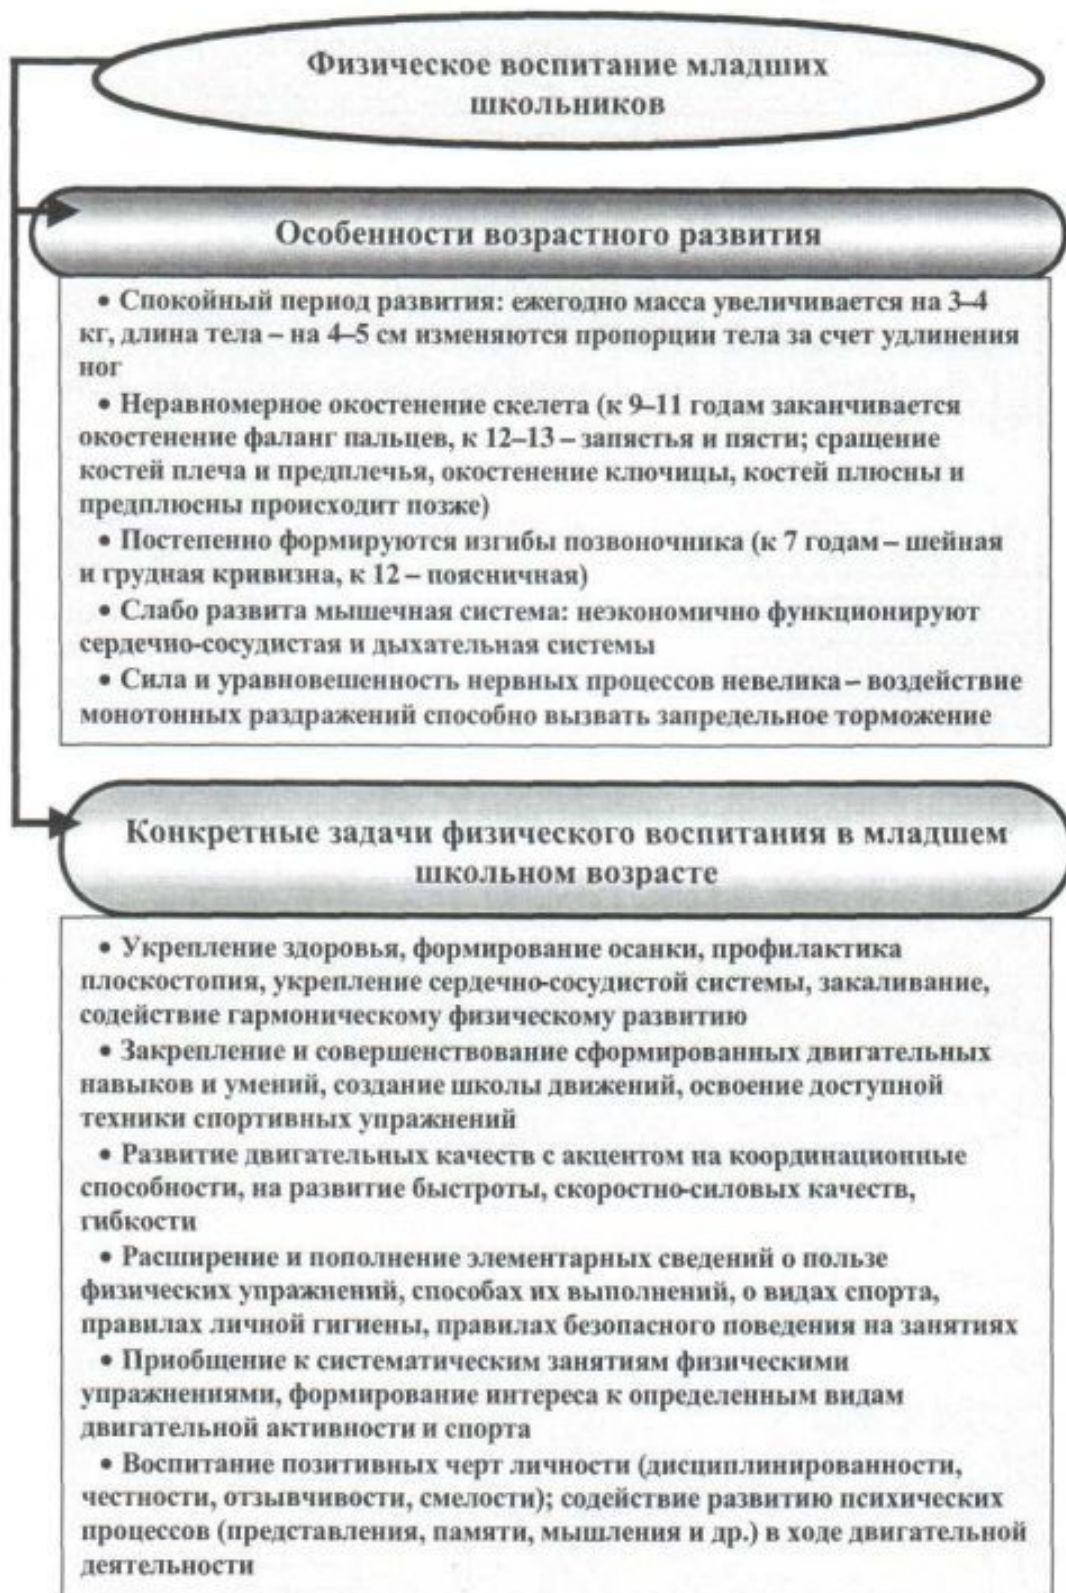 Физическое воспитание младших
школьников
Особенности возрастного развития
• Спокойный период развития: ежегодно масса увеличивается на 3–4
кг, длина тела – на 4–5 см изменяются пропорции тела за счет удлинения
ног
• Неравномерное окостенение скелета (к 9–11 годам заканчивается
окостенение фаланг пальцев, к 12–13 – запястья и пясти; сращение
костей плеча и предплечья, окостенение ключицы, костей плюсны и
предплюсны происходит позже)
• Постепенно формируются изгибы позвоночника (к 7 годам – шейная
и грудная кривизна, к 12 – поясничная)
• Слабо развита мышечная система: неэкономично функционируют
сердечно-сосудистая и дыхательная системы
• Сила и уравновешенность нервных процессов невелика – воздействие
монотонных раздражений способно вызвать запредельное торможение
Конкретные задачи физического воспитания в младшем
школьном возрасте
• Укрепление здоровья, формирование осанки, профилактика
плоскостопия, укрепление сердечно-сосудистой системы, закаливание,
содействие гармоническому физическому развитию
• Закрепление и совершенствование сформированных двигательных
навыков и умений, создание школы движений, освоение доступной
техники спортивных упражнений
• Развитие двигательных качеств с акцентом на координационные
способности, на развитие быстроты, скоростно-силовых качеств,
гибкости
• Расширение и пополнение элементарных сведений о пользе
физических упражнений, способах их выполнений, о видах спорта,
правилах личной гигиены, правилах безопасного поведения на занятиях
• Приобщение к систематическим занятиям физическими
упражнениями, формирование интереса к определенным видам
двигательной активности и спорта
• Воспитание позитивных черт личности (дисциплинированности,
честности, отзывчивости, смелости); содействие развитию психических
процессов (представления, памяти, мышления и др.) в ходе двигательной
деятельности